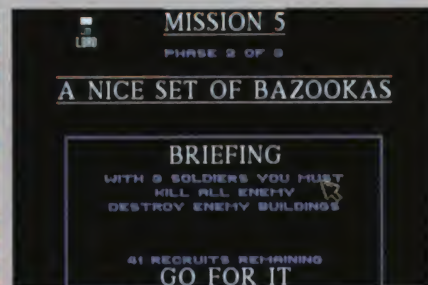 LOAD
MISSION 5
PHASE 2 OF 3
A NICE SET OF BAZOOKAS
BRIEFING
WITH 3 SOLDIERS YOU MUST
KILL ALL ENEMY
DESTROY ENEMY BUILDINGS
41 RECRUITS REMAINING
GO FOR IT